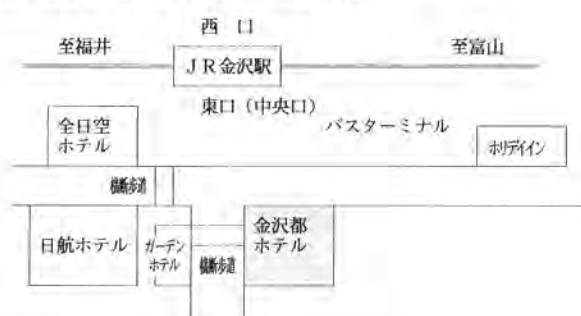 西 口
至福井
至富山
JR金沢駅
東口（中央口）
バスターミナル
全日空
ホテル
ホリデイイン
横断歩道
日航ホテル
ガーデン
ホテル
横断歩道
金沢都
ホテル